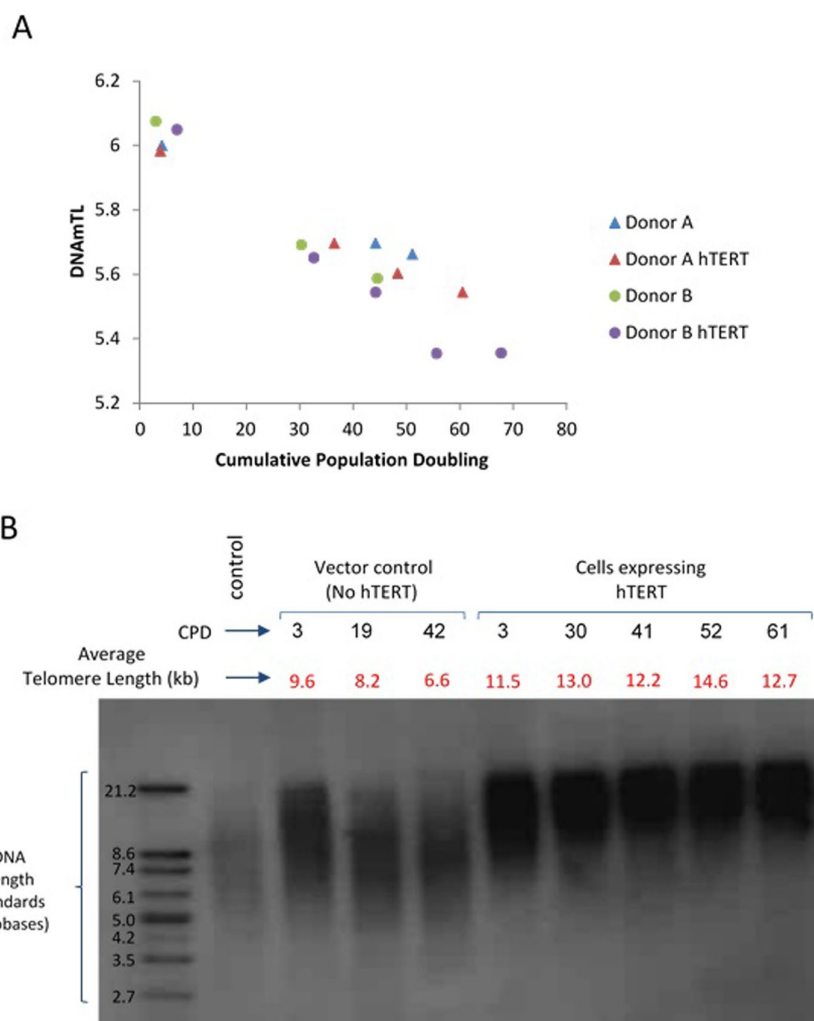 A
6.2
6
5.8
5.6
5.4
5.2
DNAmTL
0 10 20 30 40 50 60 70 80
Cumulative Population Doubling
Donor A
Donor A hTERT
Donor B
Donor B hTERT
B
control
Vector control
(No hTERT)
Cells expressing
hTERT
CPD 3 19 42 3 30 41 52 61
Average
Telomere Length (kb) 9.6 8.2 6.6 11.5 13.0 12.2 14.6 12.7
21.2
8.6
7.4
6.1
5.0
4.2
3.5
2.7